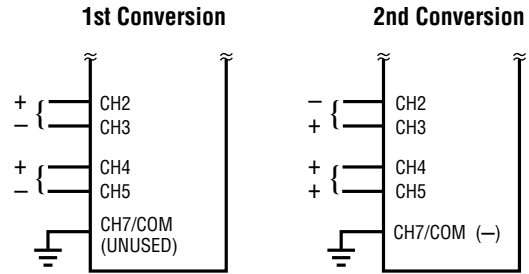 1st Conversion
+ { CH2
– CH3
+ { CH4
– CH5
CH7/COM
(UNUSED)
2nd Conversion
– { CH2
+ CH3
+ { CH4
+ CH5
CH7/COM (–)